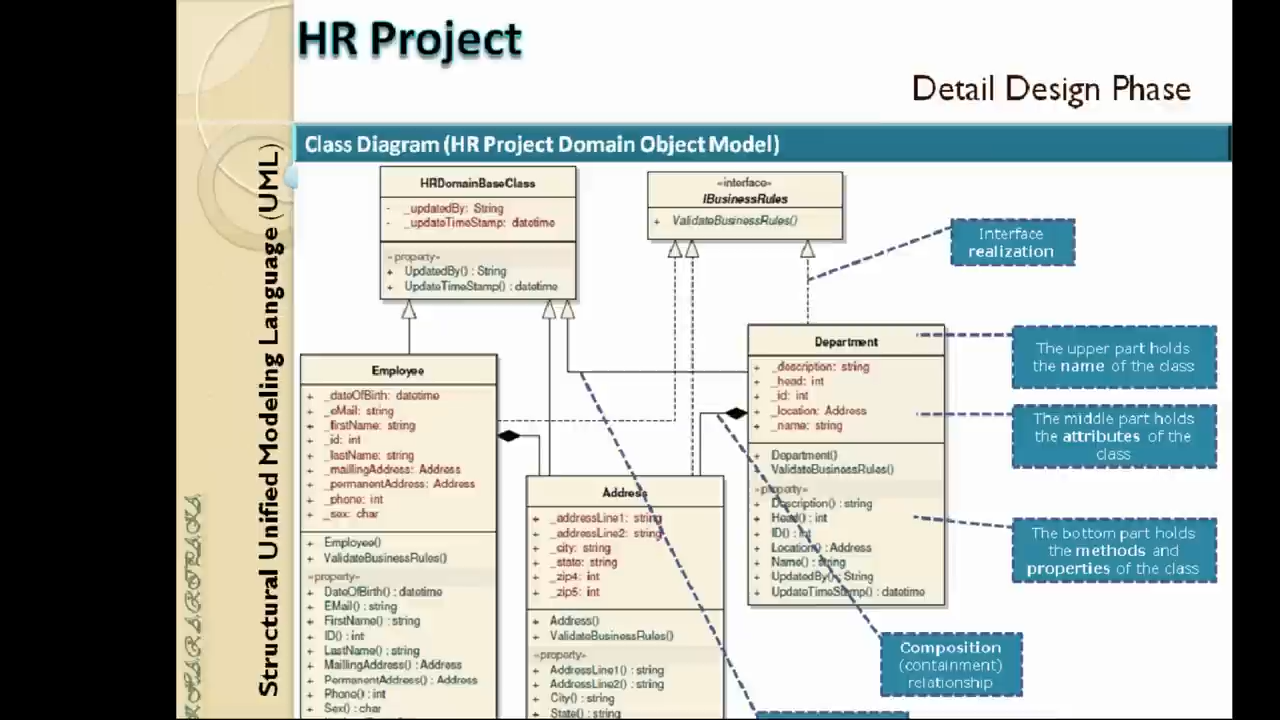 HR Project
Detail Design Phase
Class Diagram (HR Project Domain Object Model)
Structural Unified Modeling Language (UML)
HRDomainBaseClass
- _updatedBy: String
- _updateTimeStamp: datetime
«property»
+ UpdatedBy() : String
+ UpdateTimeStamp() : datetime
«interface»
IBusinessRules
+ ValidateBusinessRules()
Interface
realization
Employee
+ _dateOfBirth: datetime
+ _eMail: string
+ _firstName: string
+ _id: int
+ _lastName: string
+ _maillingAddress: Address
+ _permanentAddress: Address
+ _phone: int
+ _sex: char
+ Employee()
+ ValidateBusinessRules()
«property»
+ DateOfBirth() : datetime
+ EMail() : string
+ FirstName() : string
+ ID() : int
+ LastName() : string
+ MaillingAddress() : Address
+ PermanentAddress() : Address
+ Phone() : int
+ Sex() : char
Address
+ _addressLine1: string
+ _addressLine2: string
+ _city: string
+ _state: string
+ _zip4: int
+ _zip5: int
+ Address()
+ ValidateBusinessRules()
«property»
+ AddressLine1() : string
+ AddressLine2() : string
+ City() : string
+ State() : string
Department
+ _description: string
+ _head: int
+ _id: int
+ _location: Address
+ _name: string
+ Department()
+ ValidateBusinessRules()
«property»
+ Description() : string
+ Head() : int
+ ID() : int
+ Location() : Address
+ Name() : string
+ UpdatedBy() : String
+ UpdateTimeStamp() : datetime
The upper part holds
the name of the class
The middle part holds
the attributes of the
class
The bottom part holds
the methods and
properties of the class
Composition
(containment)
relationship